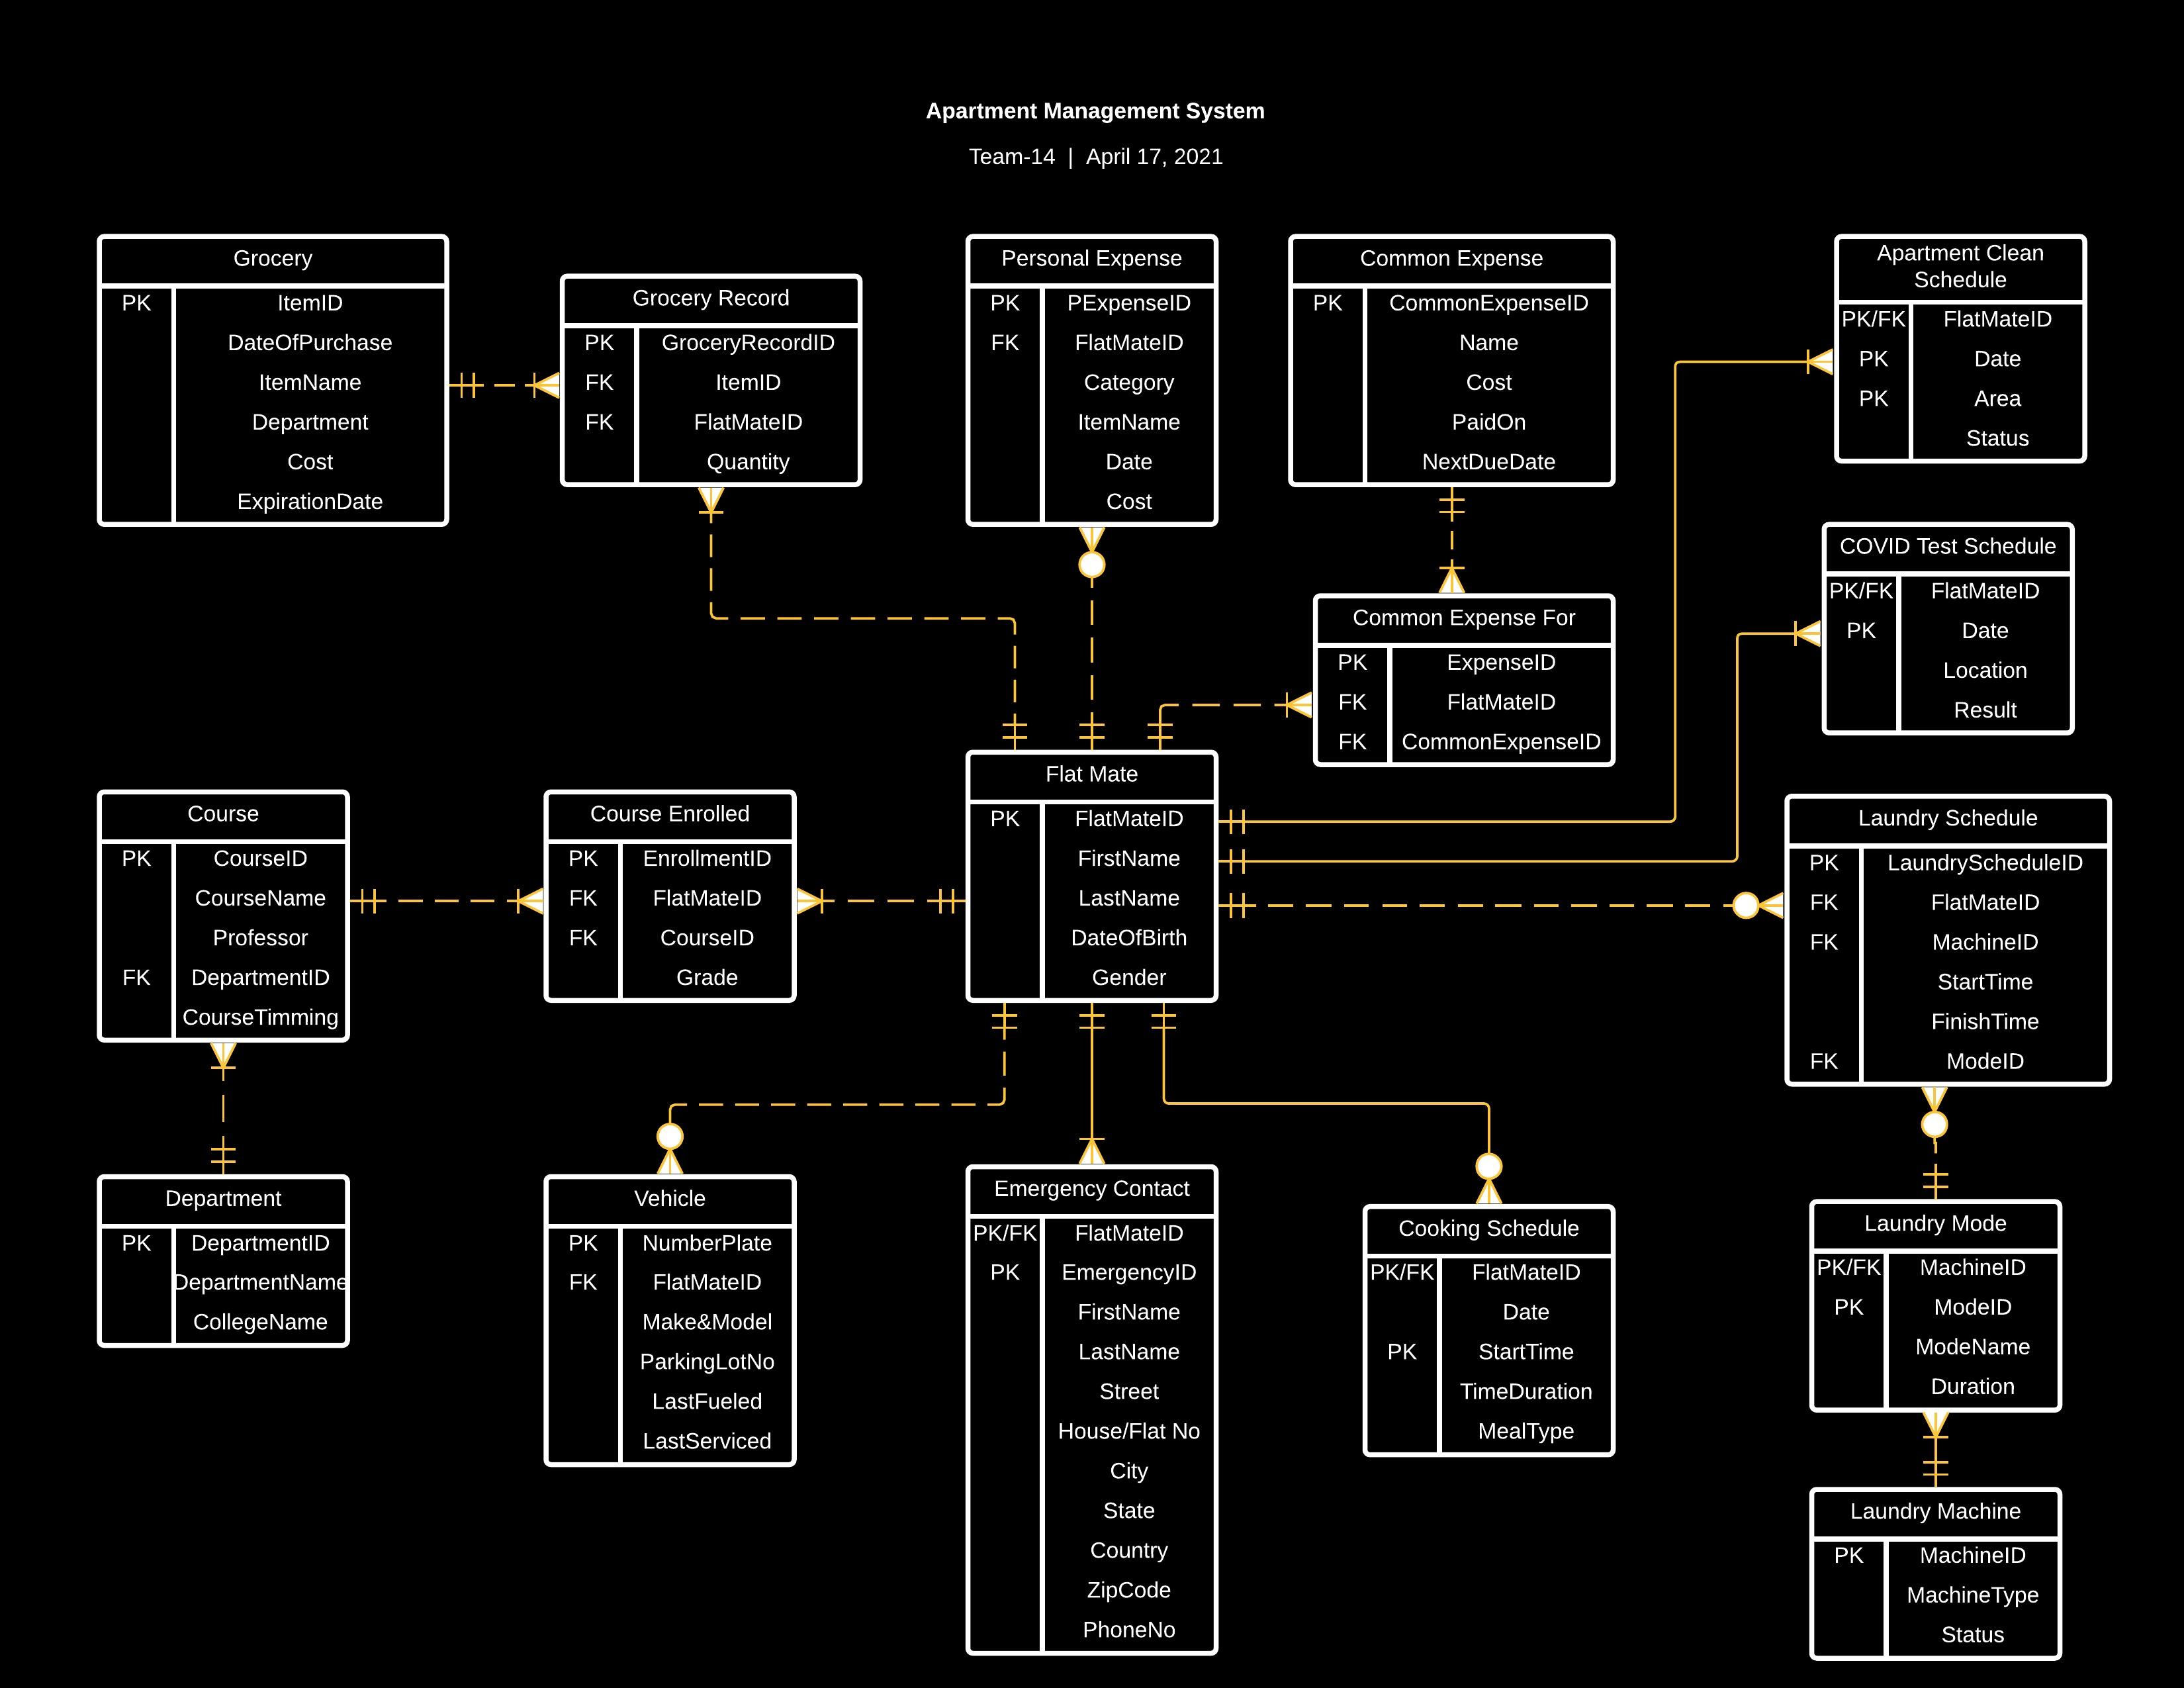 Apartment Management System
Team-14 | April 17, 2021
Grocery
PK ItemID
DateOfPurchase
ItemName
Department
Cost
ExpirationDate
Grocery Record
PK GroceryRecordID
FK ItemID
FK FlatMateID
Quantity
Personal Expense
PK PExpenseID
FK FlatMateID
Category
ItemName
Date
Cost
Common Expense
PK CommonExpenseID
Name
Cost
PaidOn
NextDueDate
Apartment Clean
Schedule
PK/FK FlatMateID
PK Date
PK Area
Status
COVID Test Schedule
PK/FK FlatMateID
PK Date
Location
Result
Common Expense For
PK ExpenseID
FK FlatMateID
FK CommonExpenseID
Course
PK CourseID
CourseName
Professor
FK DepartmentID
CourseTimming
Course Enrolled
PK EnrollmentID
FK FlatMateID
FK CourseID
Grade
Flat Mate
PK FlatMateID
FirstName
LastName
DateOfBirth
Gender
Laundry Schedule
PK LaundryScheduleID
FK FlatMateID
FK MachineID
StartTime
FinishTime
FK ModeID
Department
PK DepartmentID
DepartmentName
CollegeName
Vehicle
PK NumberPlate
FK FlatMateID
Make&Model
ParkingLotNo
LastFueled
LastServiced
Emergency Contact
PK/FK FlatMateID
PK EmergencyID
FirstName
LastName
Street
House/Flat No
City
State
Country
ZipCode
PhoneNo
Cooking Schedule
PK/FK FlatMateID
Date
PK StartTime
TimeDuration
MealType
Laundry Mode
PK/FK MachineID
PK ModeID
ModeName
Duration
Laundry Machine
PK MachineID
MachineType
Status